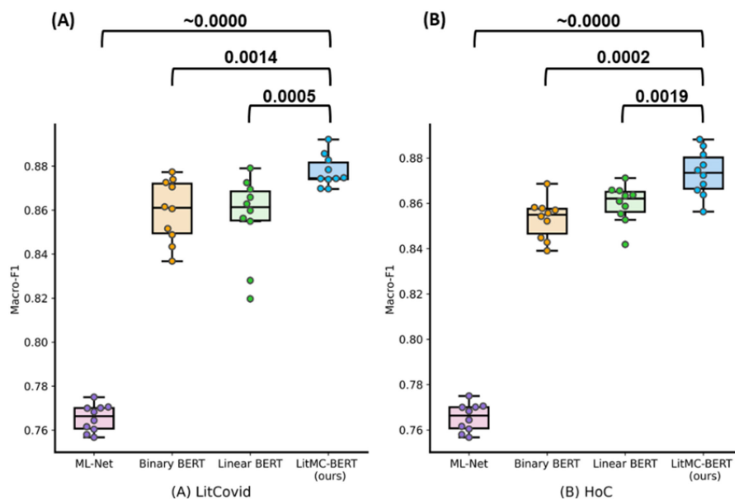 (A)
~0.0000
0.0014
0.0005
Macro-F1
0.88
0.86
0.84
0.82
0.80
0.78
0.76
ML-Net
Binary BERT
Linear BERT
LitMC-BERT
(ours)
(A) LitCovid
(B)
~0.0000
0.0002
0.0019
Macro-F1
0.88
0.86
0.84
0.82
0.80
0.78
0.76
ML-Net
Binary BERT
Linear BERT
LitMC-BERT
(ours)
(B) HoC